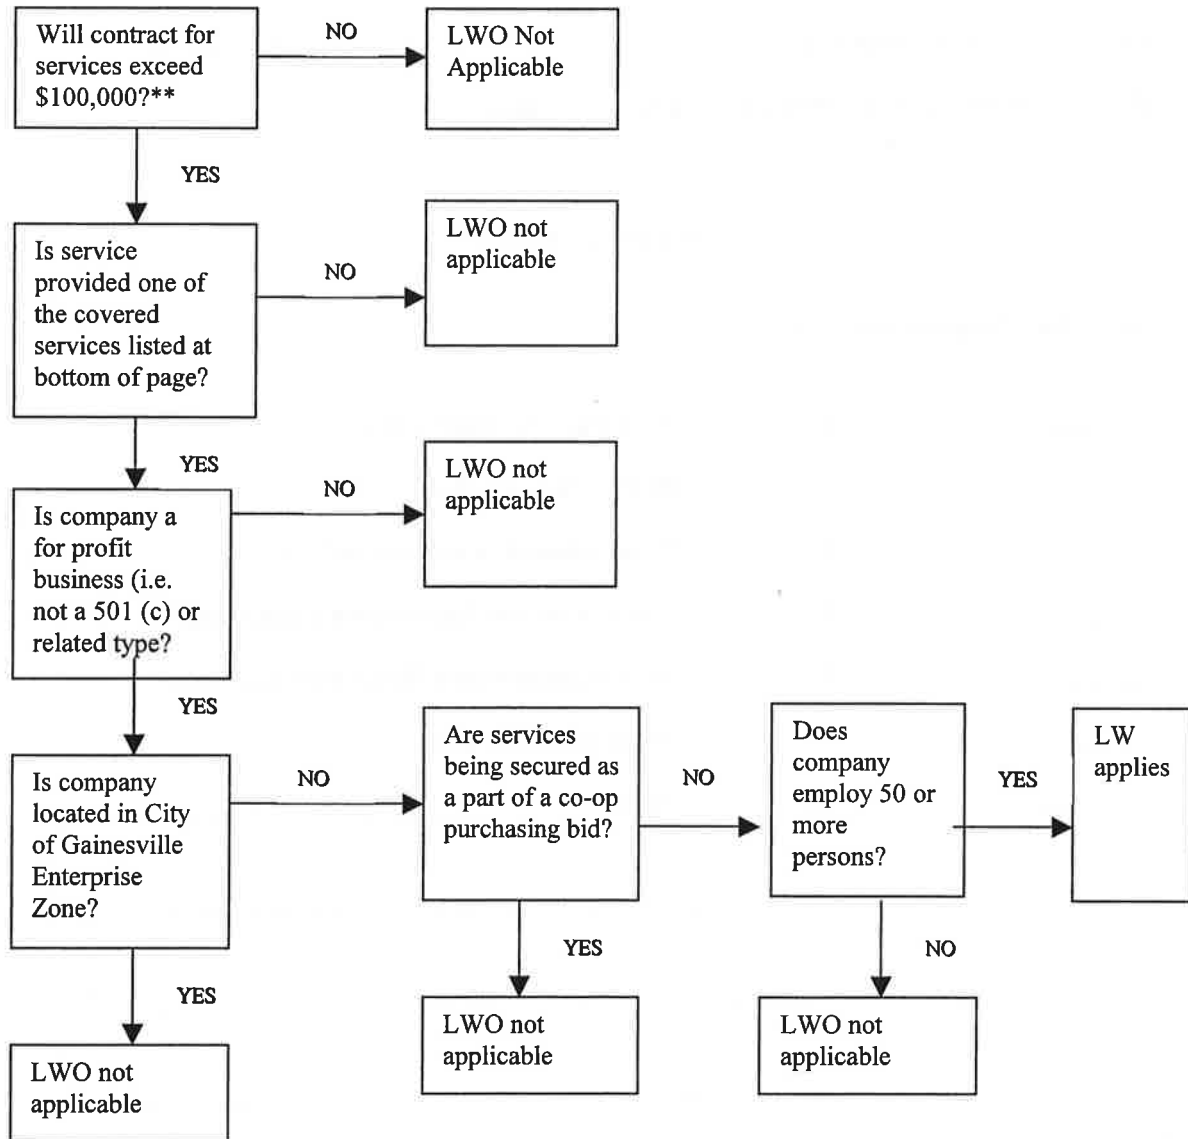 Will contract for
services exceed
$100,000?**
NO
LWO Not
Applicable
YES
Is service
provided one of
the covered
services listed at
bottom of page?
NO
LWO not
applicable
YES
Is company a
for profit
business (i.e.
not a 501 (c) or
related type?
NO
LWO not
applicable
YES
Is company
located in City
of Gainesville
Enterprise
Zone?
NO
Are services
being secured as
a part of a co-op
purchasing bid?
NO
Does
company
employ 50 or
more
persons?
YES
LW
applies
YES
LWO not
applicable
YES
LWO not
applicable
NO
LWO not
applicable